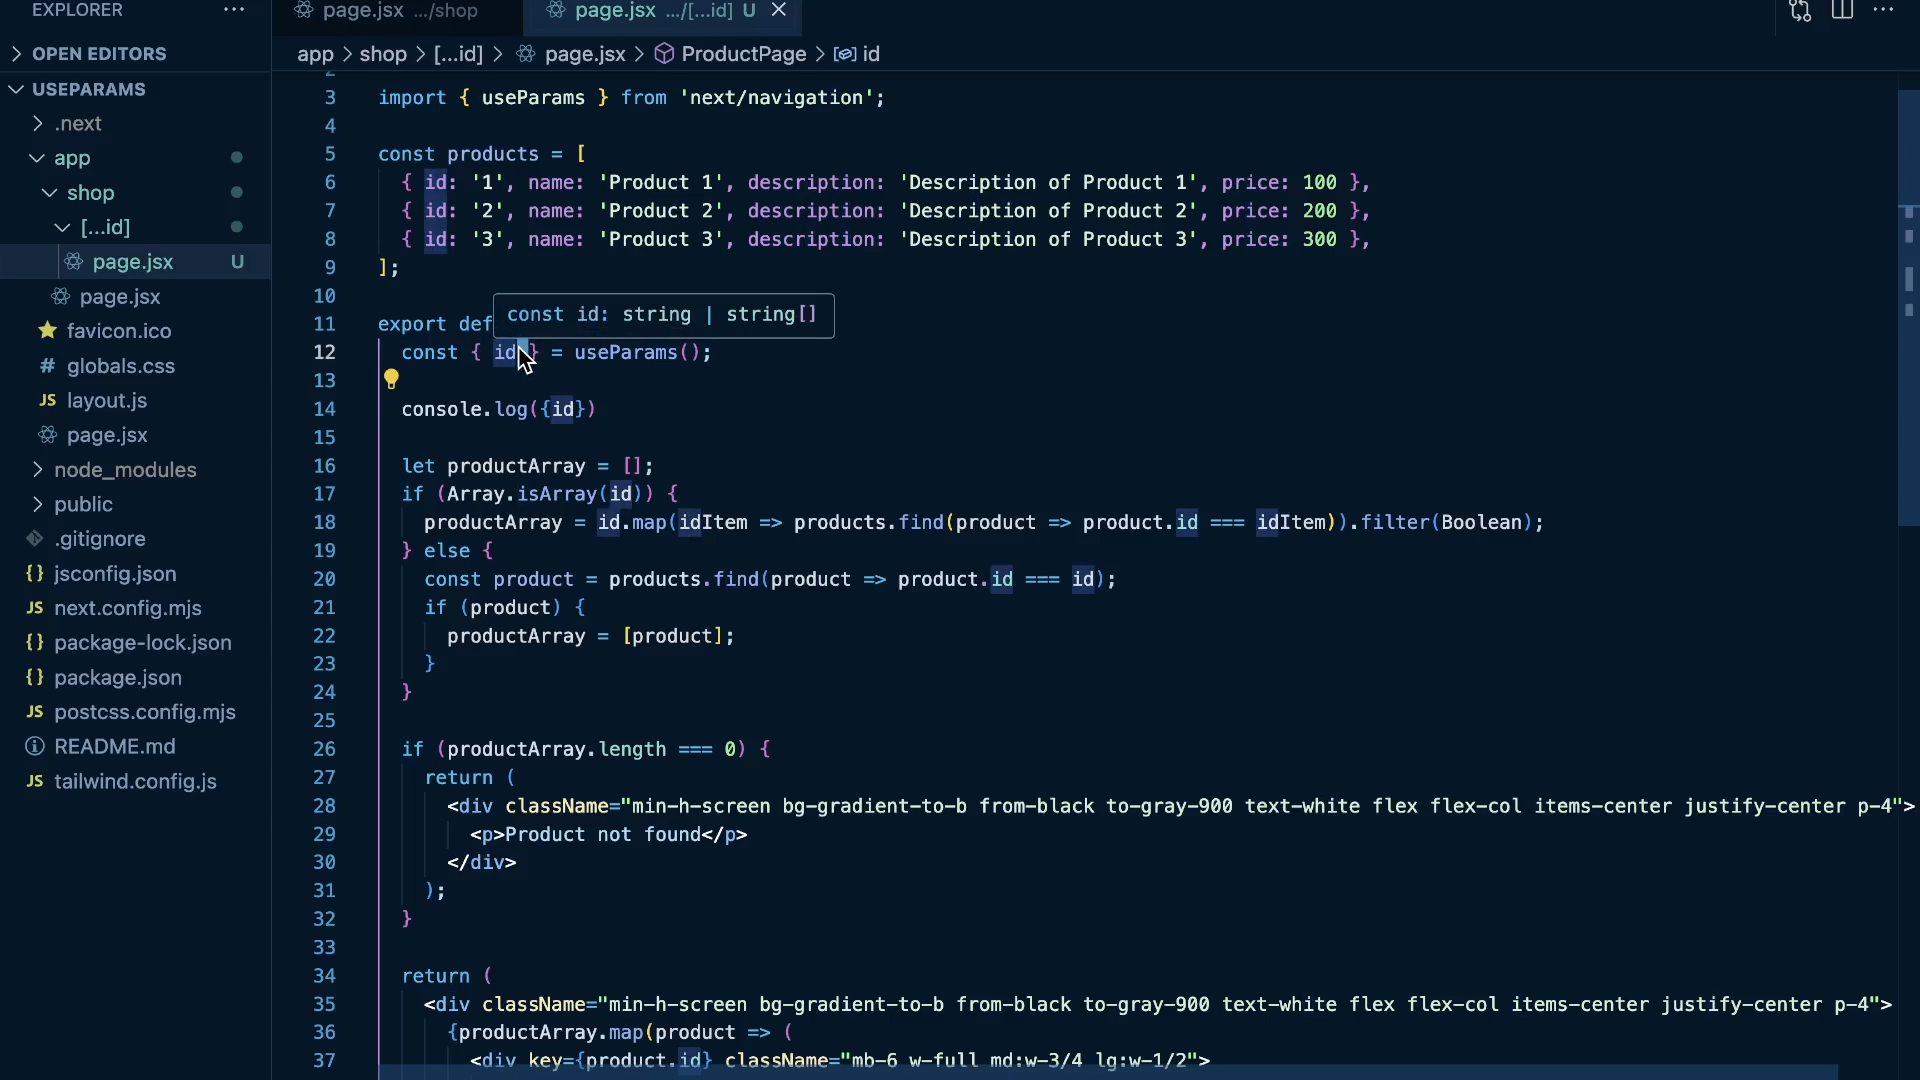 EXPLORER ...
page.jsx .../shop
page.jsx .../[...id] U
OPEN EDITORS
app > shop > [...id] > page.jsx > ProductPage > id
USEPARAMS
.next
app
shop
[...id]
page.jsx U
page.jsx
favicon.ico
# globals.css
JS layout.js
page.jsx
node_modules
public
.gitignore
{} jsconfig.json
JS next.config.mjs
{} package-lock.json
{} package.json
JS postcss.config.mjs
README.md
JS tailwind.config.js
3 import { useParams } from 'next/navigation';
4
5 const products = [
6 { id: '1', name: 'Product 1', description: 'Description of Product 1', price: 100 },
7 { id: '2', name: 'Product 2', description: 'Description of Product 2', price: 200 },
8 { id: '3', name: 'Product 3', description: 'Description of Product 3', price: 300 },
9 ];
10
const id: string | string[]
11 export def
12 const { id } = useParams();
13
14 console.log({id})
15
16 let productArray = [];
17 if (Array.isArray(id)) {
18 productArray = id.map(idItem => products.find(product => product.id === idItem)).filter(Boolean);
19 } else {
20 const product = products.find(product => product.id === id);
21 if (product) {
22 productArray = [product];
23 }
24 }
25
26 if (productArray.length === 0) {
27 return (
28 <div className="min-h-screen bg-gradient-to-b from-black to-gray-900 text-white flex flex-col items-center justify-center p-4">
29 <p>Product not found</p>
30 </div>
31 );
32 }
33
34 return (
35 <div className="min-h-screen bg-gradient-to-b from-black to-gray-900 text-white flex flex-col items-center justify-center p-4">
36 {productArray.map(product => (
37 <div key={product.id} className="mb-6 w-full md:w-3/4 lg:w-1/2">